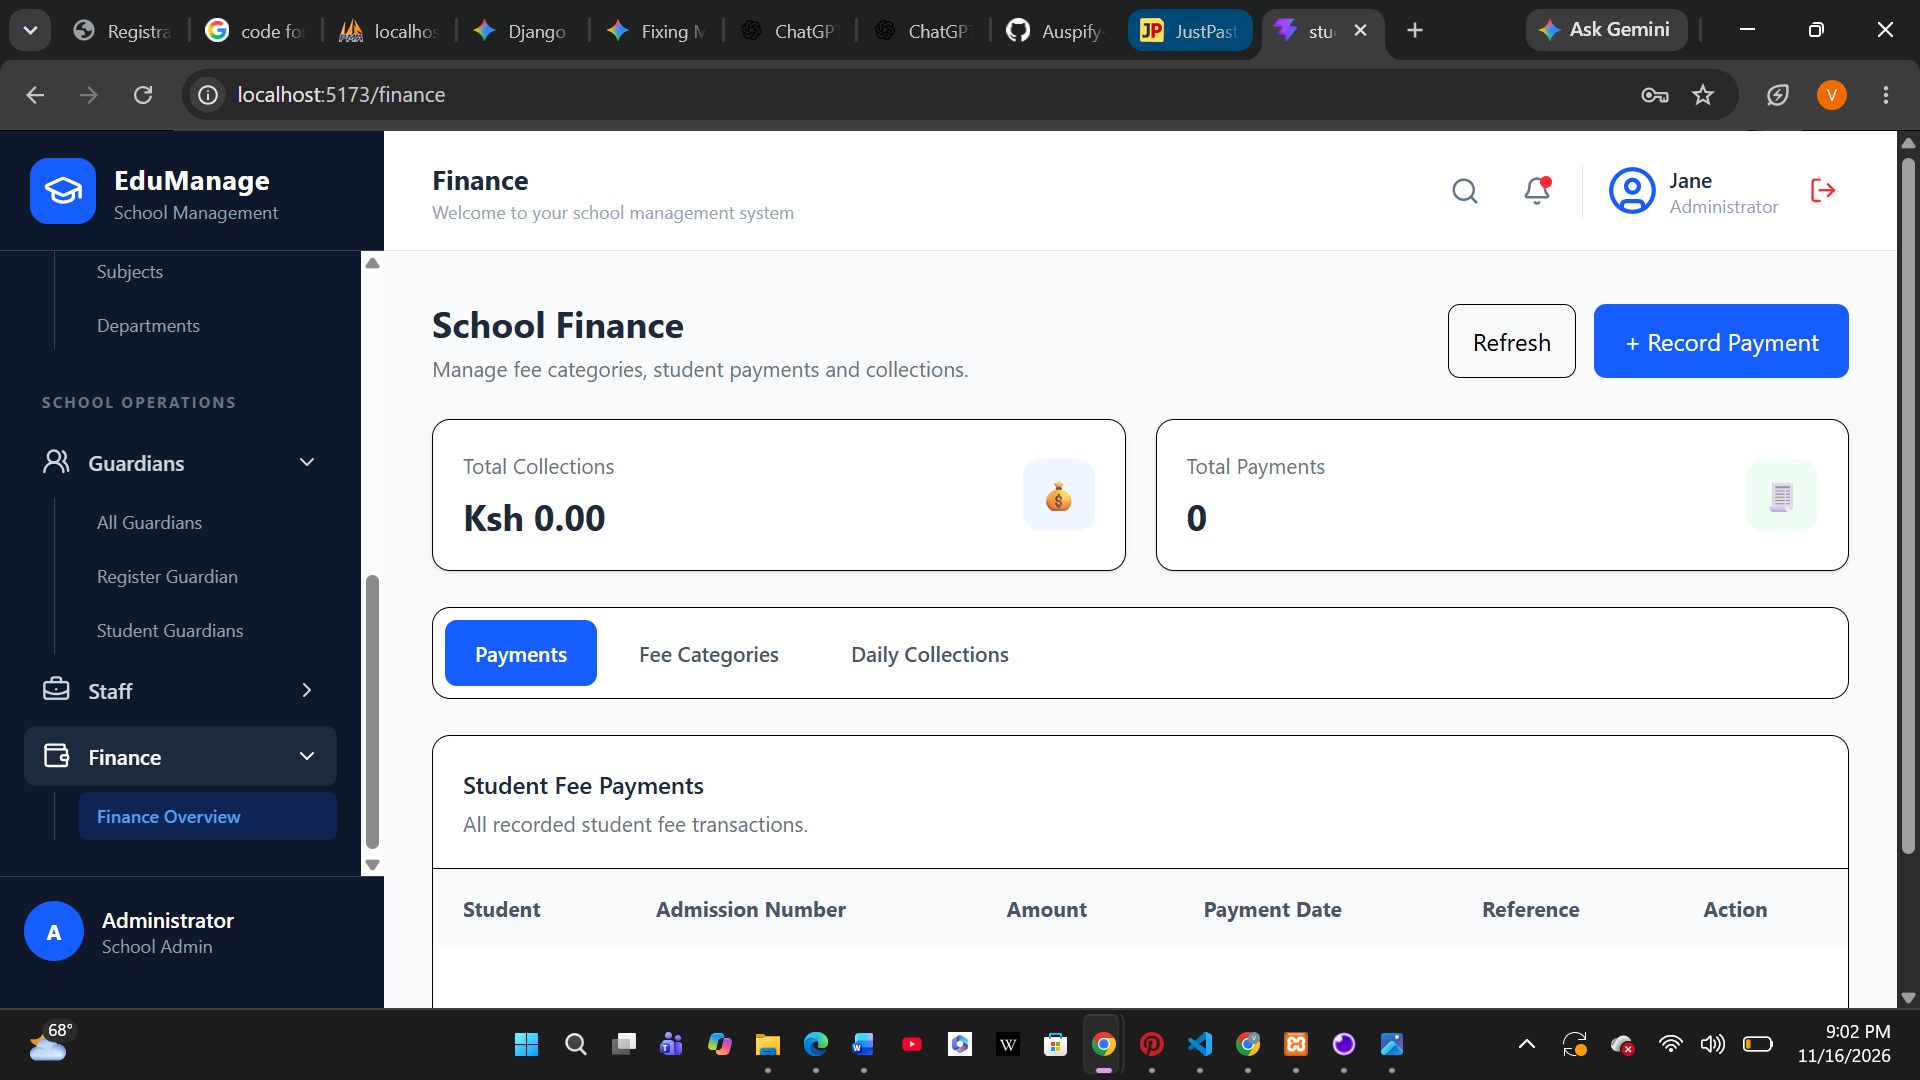 Registra
code fo
localhos
Django
Fixing M
ChatGP
ChatGP
Auspify-
JustPast
stu
Ask Gemini
localhost:5173/finance
V
EduManage
School Management
Subjects
Departments
SCHOOL OPERATIONS
Guardians
All Guardians
Register Guardian
Student Guardians
Staff
Finance
Finance Overview
A
Administrator
School Admin
Finance
Welcome to your school management system
Jane
Administrator
School Finance
Manage fee categories, student payments and collections.
Refresh
+ Record Payment
Total Collections
Ksh 0.00
Total Payments
0
Payments
Fee Categories
Daily Collections
Student Fee Payments
All recorded student fee transactions.
Student
Admission Number
Amount
Payment Date
Reference
Action
68°
9:02 PM
11/16/2026